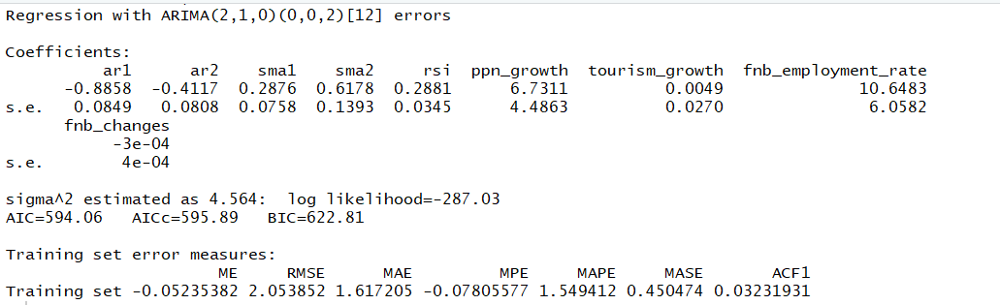 Regression with ARIMA(2,1,0)(0,0,2)[12] errors
Coefficients:
ar1 ar2 sma1 sma2 rsi ppn_growth tourism_growth fnb_employment_rate
-0.8858 -0.4117 0.2876 0.6178 0.2881 6.7311 0.0049 10.6483
s.e. 0.0849 0.0808 0.0758 0.1393 0.0345 4.4863 0.0270 6.0582
fnb_changes
-3e-04
s.e. 4e-04
sigma^2 estimated as 4.564: log likelihood=-287.03
AIC=594.06 AICc=595.89 BIC=622.81
Training set error measures:
ME RMSE MAE MPE MAPE MASE ACF1
Training set -0.05235382 2.053852 1.617205 -0.07805577 1.549412 0.450474 0.03231931